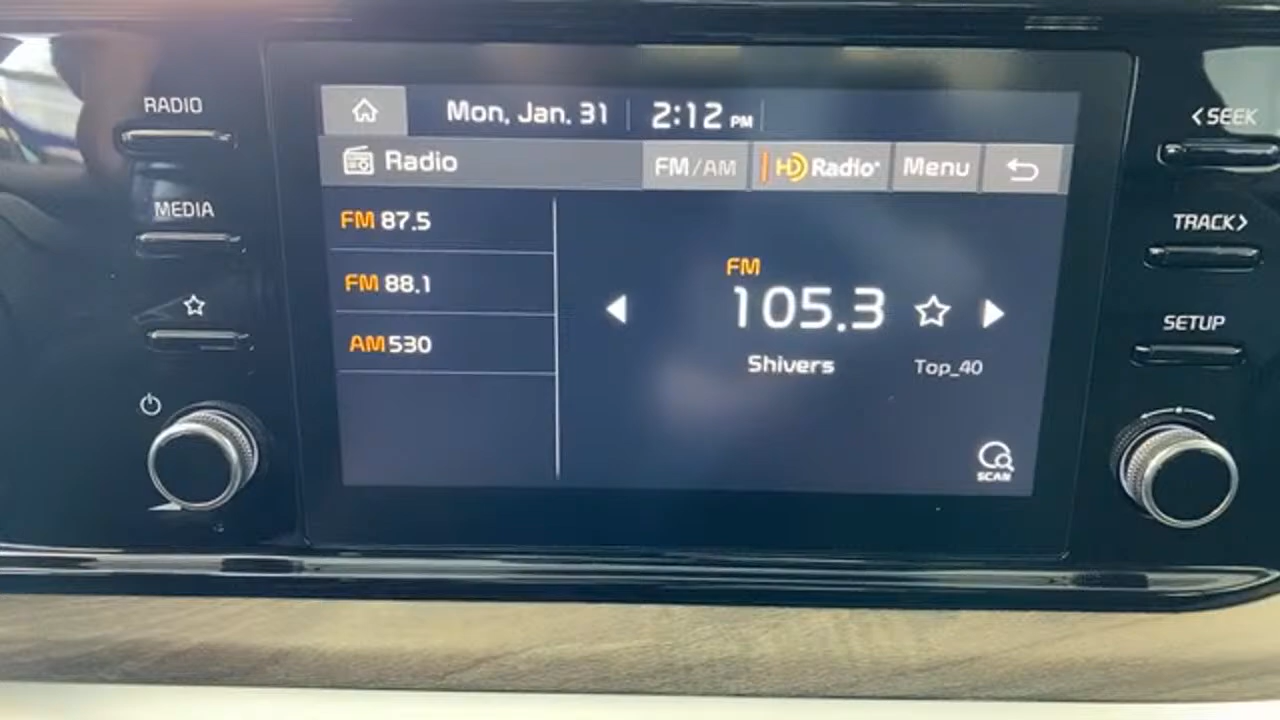 RADIO
MEDIA
Mon, Jan. 31 2:12 PM
Radio FM/AM HD Radio Menu
FM 87.5
FM 88.1
AM 530
FM
105.3
Shivers Top_40
SCAN
<SEEK
TRACK>
SETUP